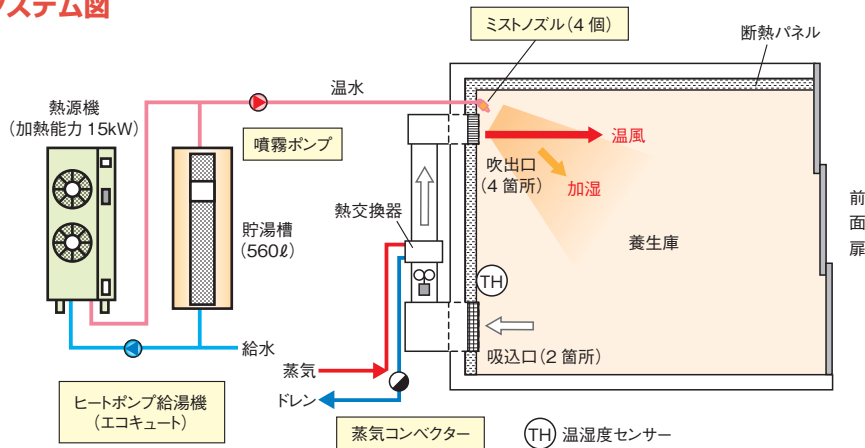 ステム図
ミストノズル（4 個）
断熱パネル
温水
熱源機
（加熱能力 15kW）
噴霧ポンプ
温風
吹出口
（4 箇所）
加湿
熱交換器
貯湯槽
（560ℓ）
養生庫
前面扉
TH
給水
吸込口（2 箇所）
蒸気
ドレン
ヒートポンプ給湯機
（エコキュート）
蒸気コンベクター
TH 温湿度センサー